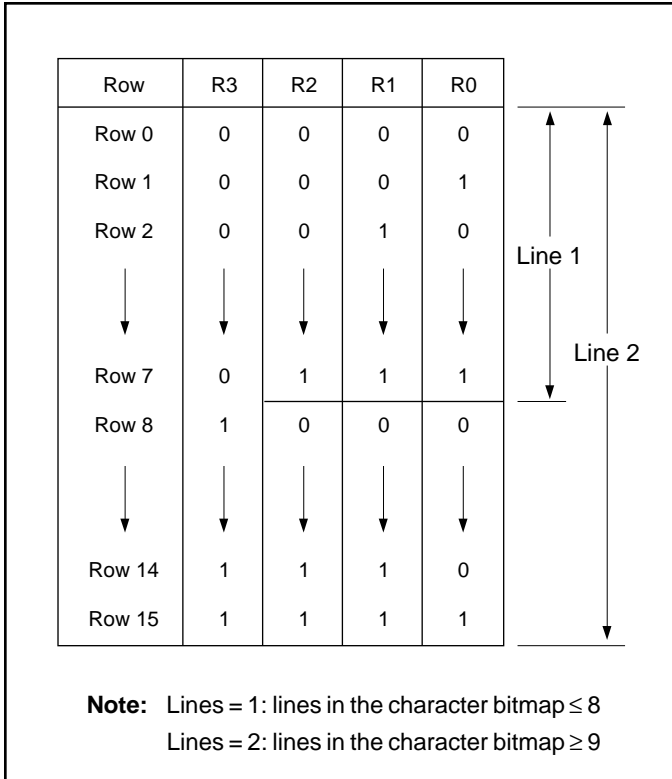 Row R3 R2 R1 R0
Row 0 0 0 0 0
Row 1 0 0 0 1
Row 2 0 0 1 0
Line 1
Line 2
Row 7 0 1 1 1
Row 8 1 0 0 0
Row 14 1 1 1 0
Row 15 1 1 1 1
Note: Lines = 1: lines in the character bitmap ≤ 8
Lines = 2: lines in the character bitmap ≥ 9